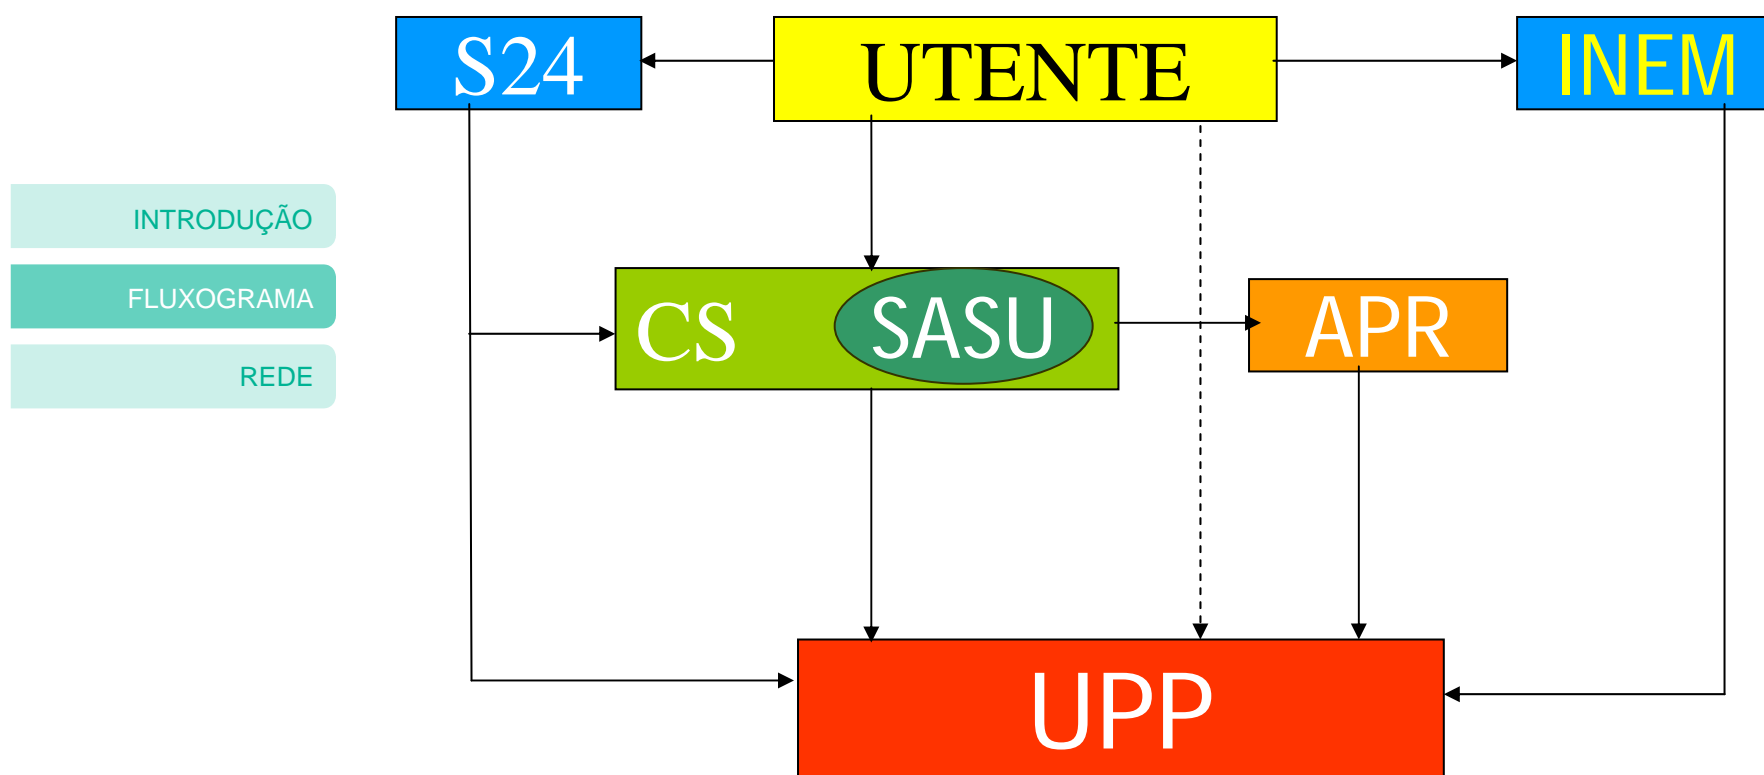 S24
UTENTE
INEM
INTRODUÇÃO
FLUXOGRAMA
REDE
CS
SASU
APR
UPP